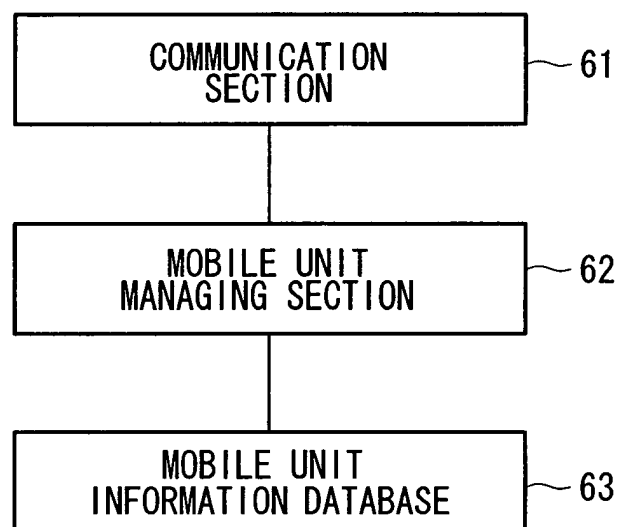 COMMUNICATION
SECTION
61
MOBILE UNIT
MANAGING SECTION
62
MOBILE UNIT
INFORMATION DATABASE
63